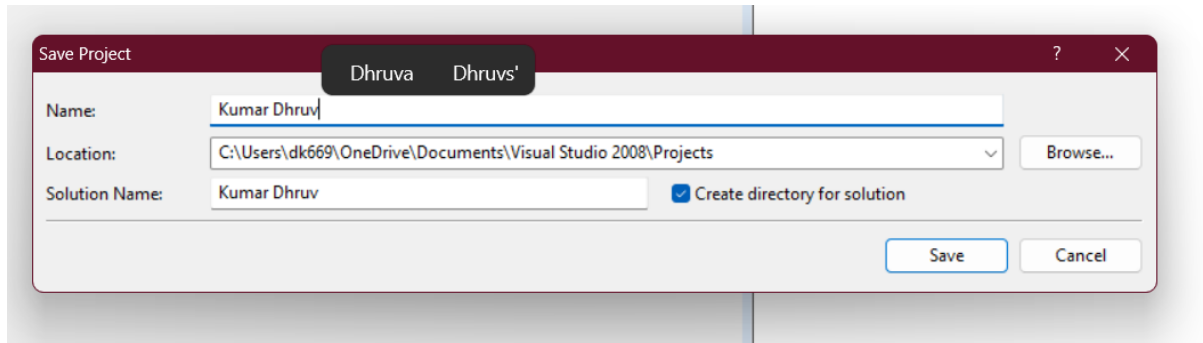 Save Project ?
Dhruva Dhruvs'
Name: Kumar Dhruv
Location: C:\Users\dk669\OneDrive\Documents\Visual Studio 2008\Projects Browse...
Solution Name: Kumar Dhruv Create directory for solution
Save Cancel